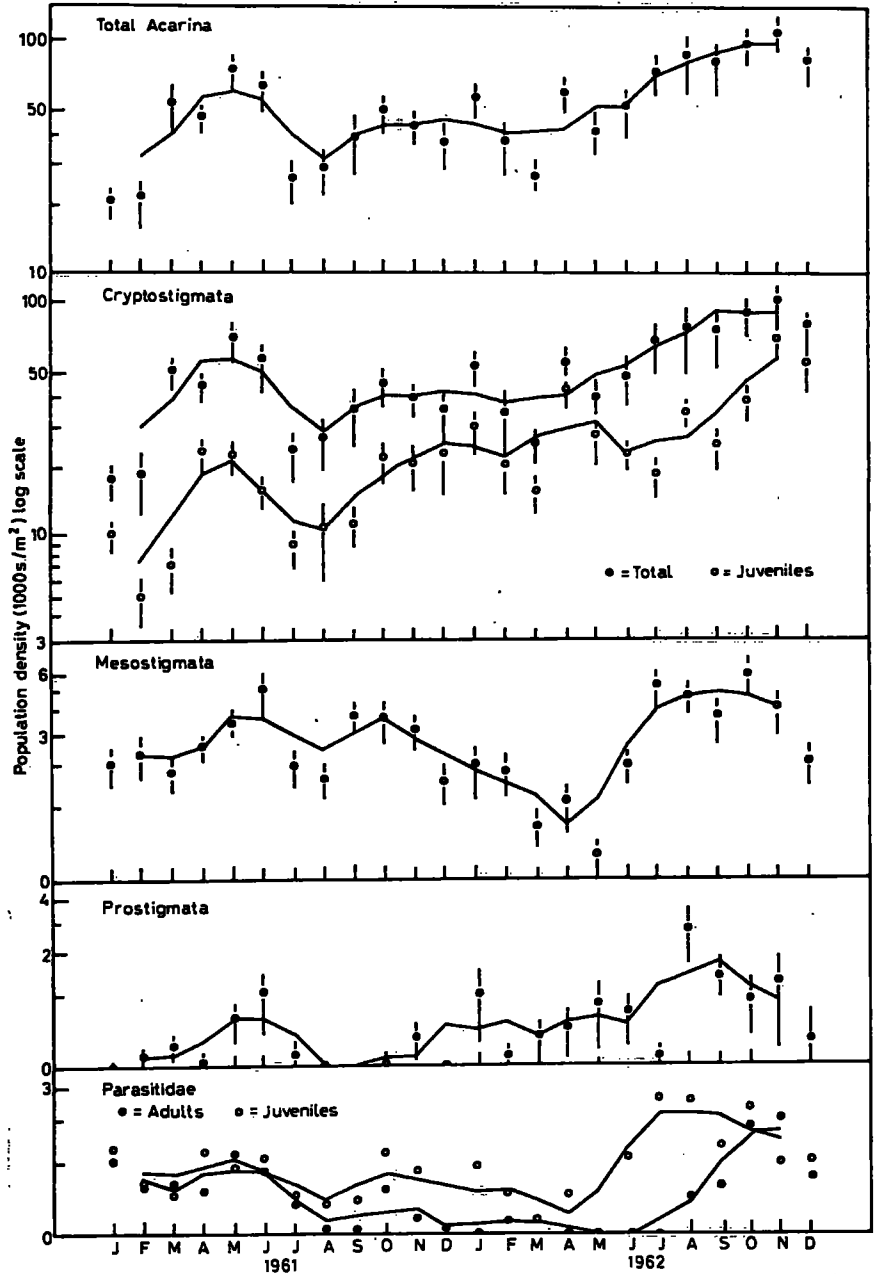 Population density (1000s./m²) log scale
Total Acarina
100
50
10
Cryptostigmata
100
50
10
● = Total ○ = Juveniles
3
Mesostigmata
6
3
0
Prostigmata
4
2
0
Parasitidae
● = Adults ○ = Juveniles
3
0
J F M A M J J A S O N D J F M A M J J A S O N D
1961 1962